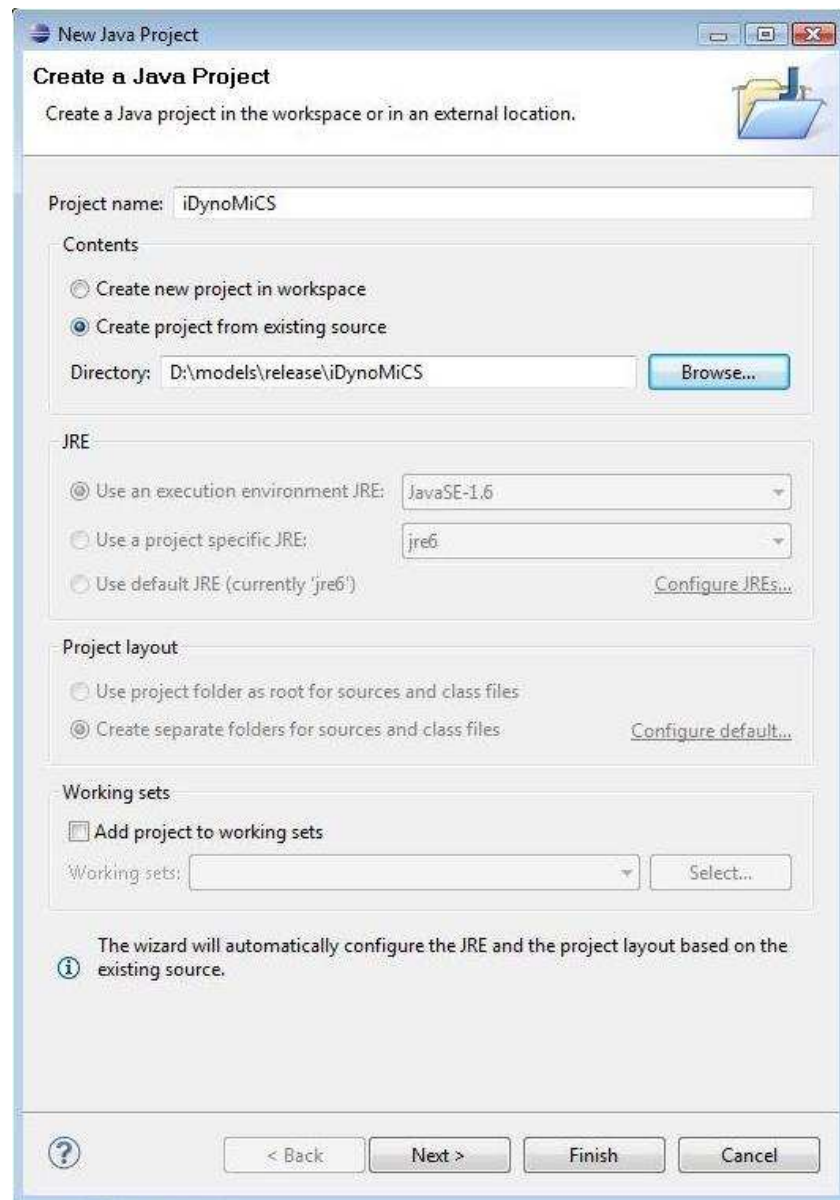 New Java Project
Create a Java Project
Create a Java project in the workspace or in an external location.
Project name: iDynoMiCS
Contents
Create new project in workspace
Create project from existing source
Directory: D:\models\release\iDynoMiCS Browse...
JRE
Use an execution environment JRE: JavaSE-1.6
Use a project specific JRE: jre6
Use default JRE (currently 'jre6') Configure JREs...
Project layout
Use project folder as root for sources and class files
Create separate folders for sources and class files Configure default...
Working sets
Add project to working sets
Working sets: Select...
The wizard will automatically configure the JRE and the project layout based on the
existing source.
< Back Next > Finish Cancel